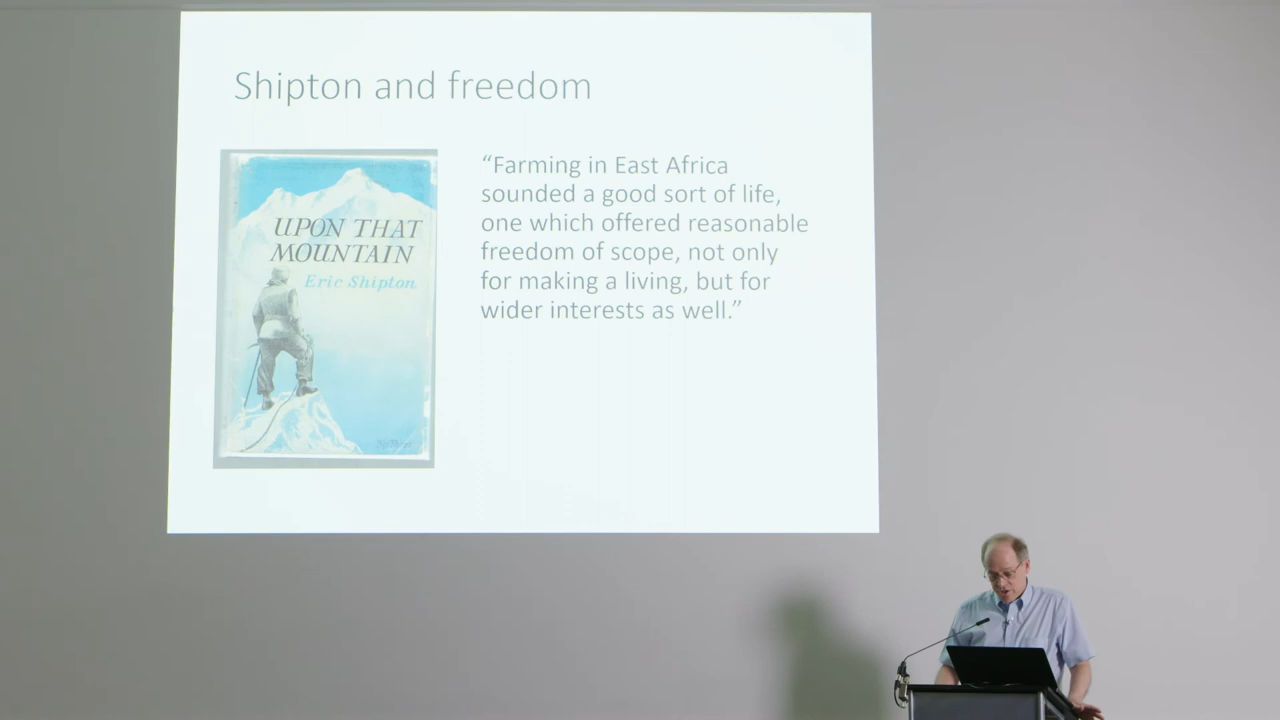 Shipton and freedom
UPON THAT
MOUNTAIN
Eric Shipton
“Farming in East Africa
sounded a good sort of life,
one which offered reasonable
freedom of scope, not only
for making a living, but for
wider interests as well.”